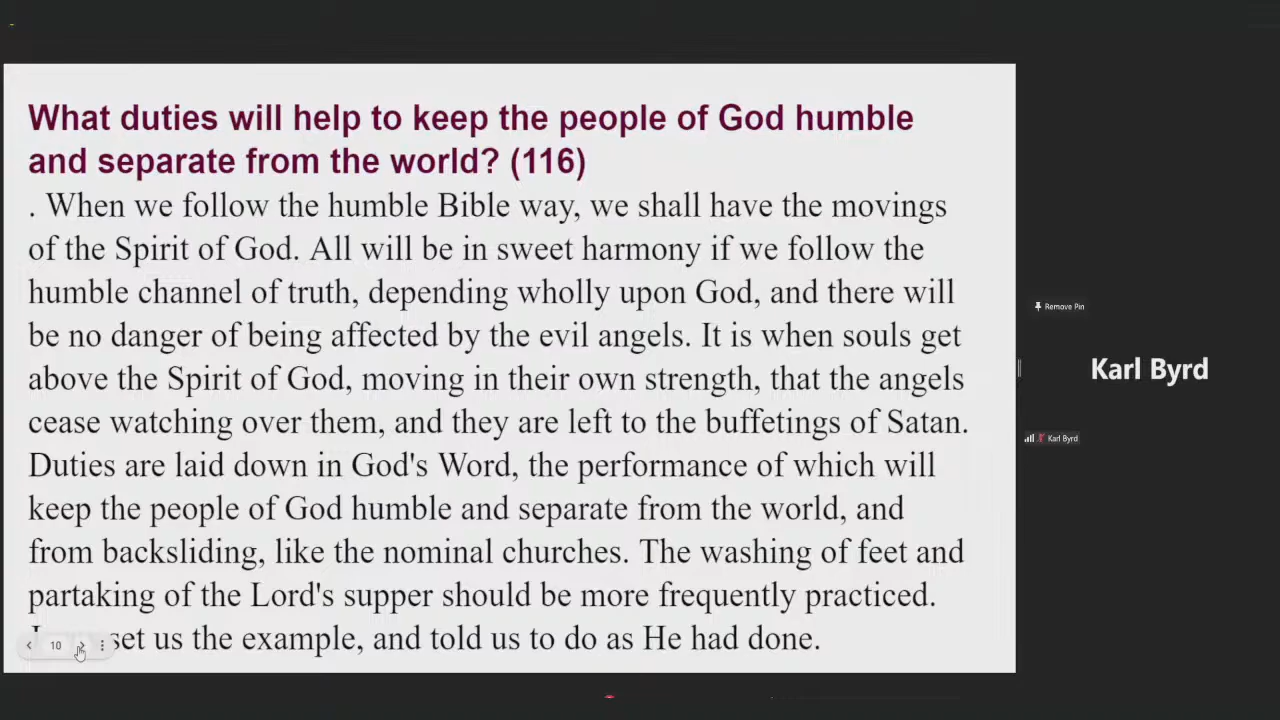 What duties will help to keep the people of God humble
and separate from the world? (116)
. When we follow the humble Bible way, we shall have the movings
of the Spirit of God. All will be in sweet harmony if we follow the
humble channel of truth, depending wholly upon God, and there will
be no danger of being affected by the evil angels. It is when souls get
above the Spirit of God, moving in their own strength, that the angels
cease watching over them, and they are left to the buffetings of Satan.
Duties are laid down in God's Word, the performance of which will
keep the people of God humble and separate from the world, and
from backsliding, like the nominal churches. The washing of feet and
partaking of the Lord's supper should be more frequently practiced.
set us the example, and told us to do as He had done.
10
Remove Pin
Karl Byrd
Karl Byrd